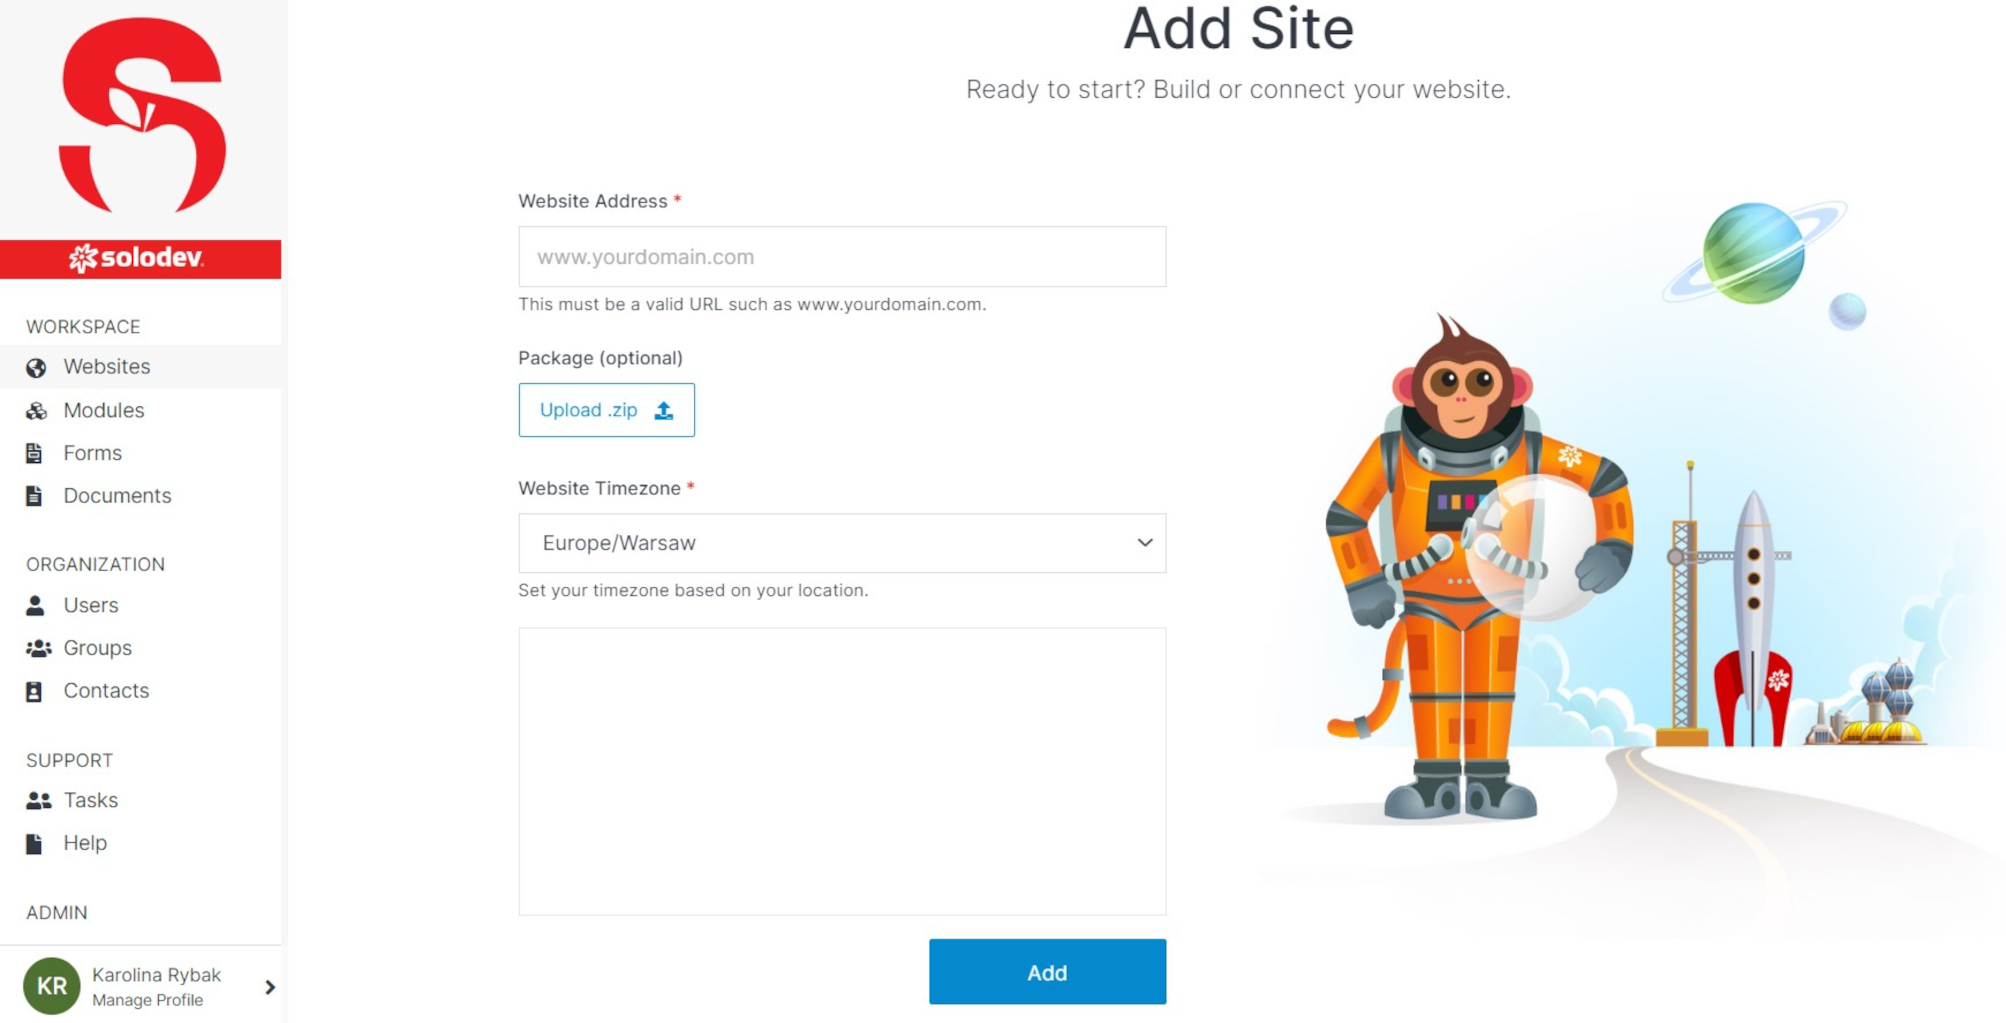 solodev.
WORKSPACE
Websites
Modules
Forms
Documents
ORGANIZATION
Users
Groups
Contacts
SUPPORT
Tasks
Help
ADMIN
KR
Karolina Rybak
Manage Profile
Add Site
Ready to start? Build or connect your website.
Website Address *
www.yourdomain.com
This must be a valid URL such as www.yourdomain.com.
Package (optional)
Upload .zip
Website Timezone *
Europe/Warsaw
Set your timezone based on your location.
Add